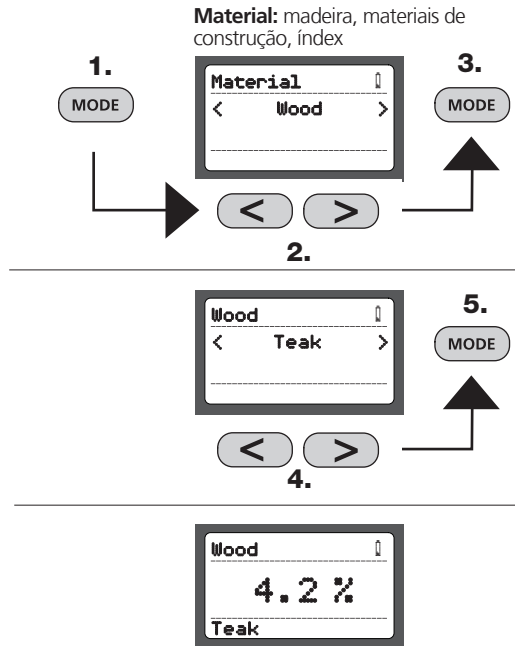 Material: madeira, materiais de
construção, índex
1.
MODE
Material
< Wood >
3.
MODE
< >
2.
Wood
< Teak >
5.
MODE
< >
4.
Wood
4.2 %
Teak